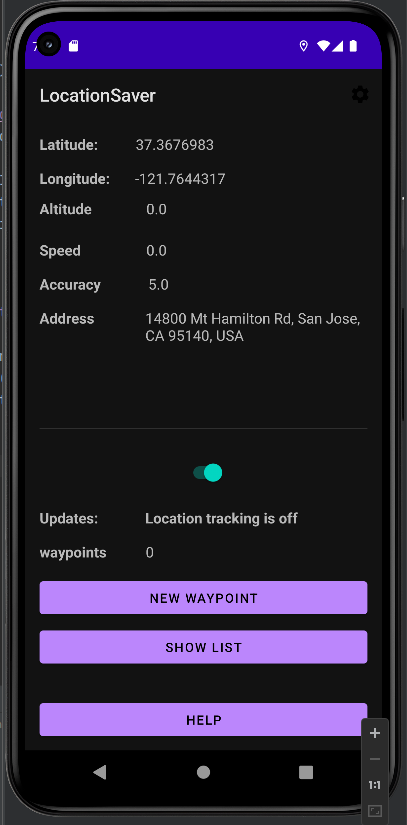 7
LocationSaver
Latitude: 37.3676983
Longitude: -121.7644317
Altitude 0.0
Speed 0.0
Accuracy 5.0
Address 14800 Mt Hamilton Rd, San Jose,
CA 95140, USA
Updates: Location tracking is off
waypoints 0
NEW WAYPOINT
SHOW LIST
HELP
1:1